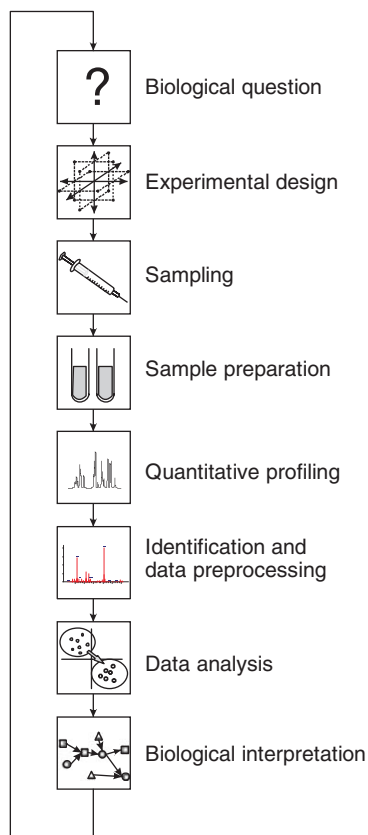 ?
Biological question
Experimental design
Sampling
Sample preparation
Quantitative profiling
Identification and
data preprocessing
Data analysis
Biological interpretation